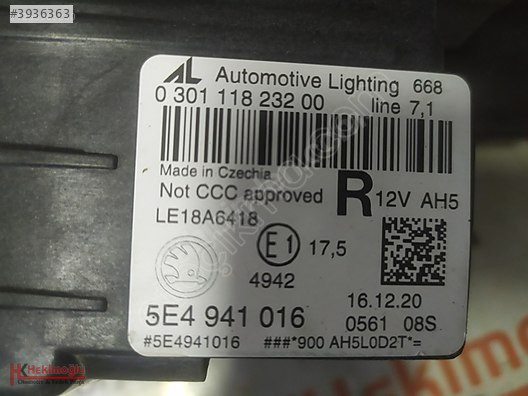 #3936363
AL Automotive Lighting 668
0 301 118 232 00 line 7,1
Made in Czechia
Not CCC approved R 12V AH5
LE18A6418
E1 17,5
4942
16.12.20
5E4 941 016 0561 08S
#5E4941016 ###*900 AH5L0D2T*=